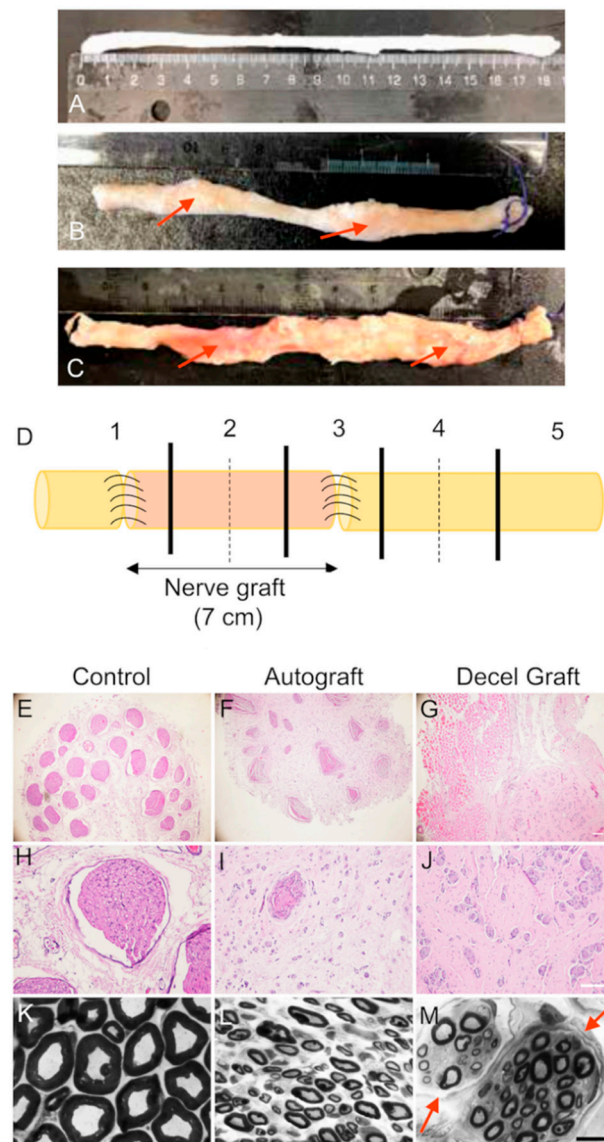 0 1 2 3 4 5 6 7 8 9 10 11 12 13 14 15 16 17 18
A
B
C
D
1 2 3 4 5
Nerve graft
(7 cm)
Control Autograft Decel Graft
E F G
H I J
K L M